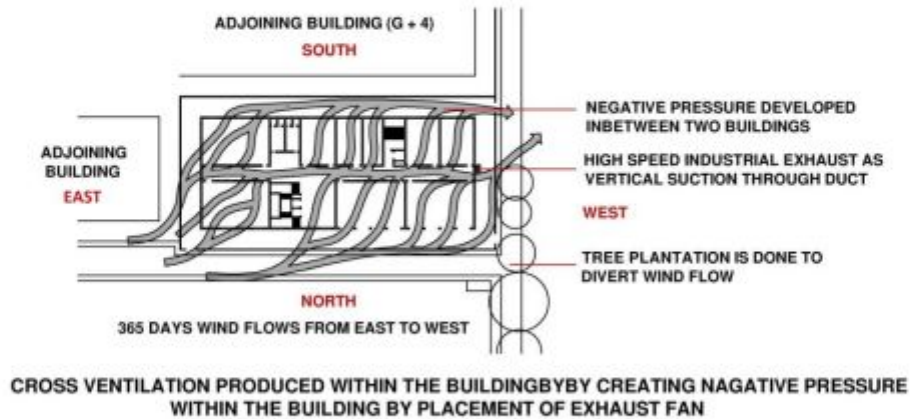 ADJOINING BUILDING (G + 4)
SOUTH
NEGATIVE PRESSURE DEVELOPED
INBETWEEN TWO BUILDINGS
ADJOINING
BUILDING
EAST
HIGH SPEED INDUSTRIAL EXHAUST AS
VERTICAL SUCTION THROUGH DUCT
WEST
TREE PLANTATION IS DONE TO
DIVERT WIND FLOW
NORTH
365 DAYS WIND FLOWS FROM EAST TO WEST
CROSS VENTILATION PRODUCED WITHIN THE BUILDINGBYBY CREATING NAGATIVE PRESSURE
WITHIN THE BUILDING BY PLACEMENT OF EXHAUST FAN